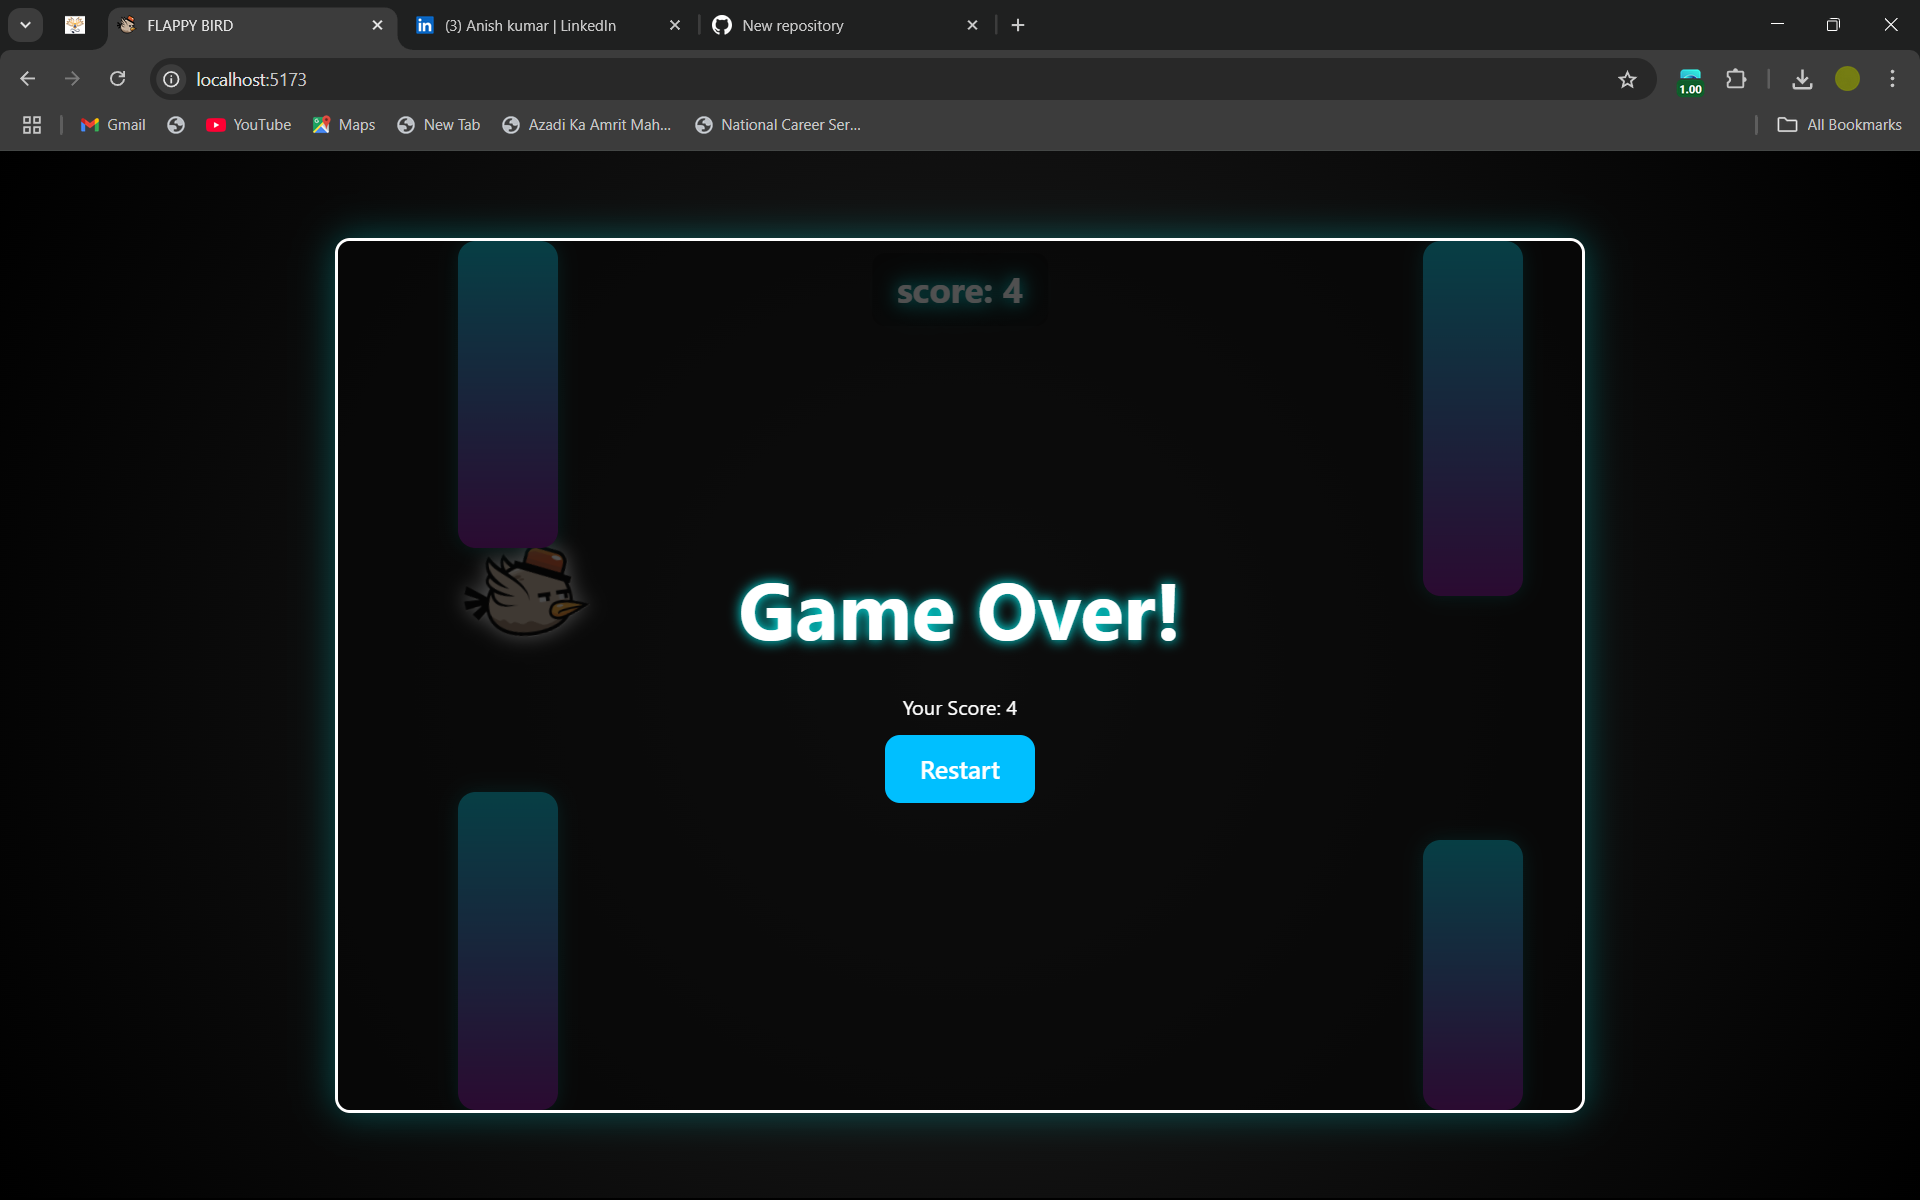 FLAPPY BIRD
in (3) Anish kumar | LinkedIn
New repository
localhost:5173
1.00
Gmail
YouTube
Maps
New Tab
Azadi Ka Amrit Mah...
National Career Ser...
All Bookmarks
score: 4
Game Over!
Your Score: 4
Restart